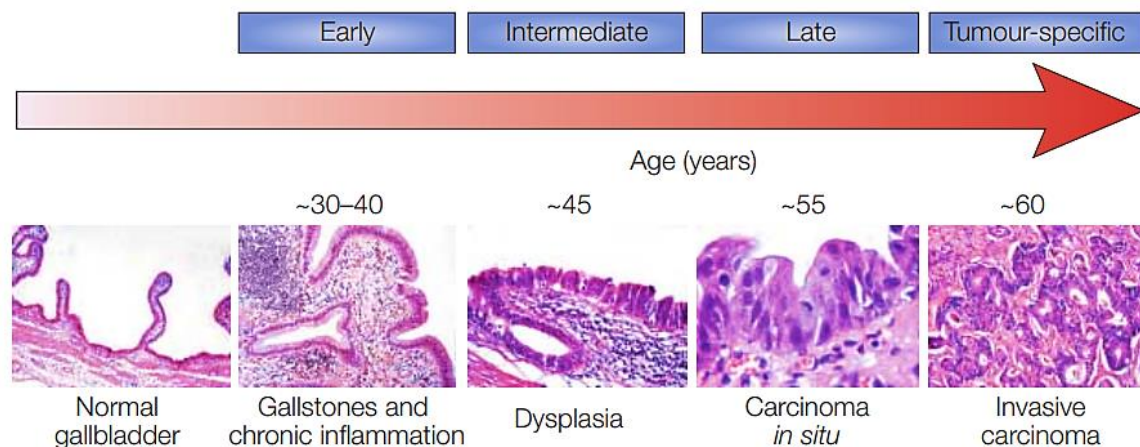 Early
Intermediate
Late
Tumour-specific
Age (years)
~30–40
~45
~55
~60
Normal
gallbladder
Gallstones and
chronic inflammation
Dysplasia
Carcinoma
in situ
Invasive
carcinoma